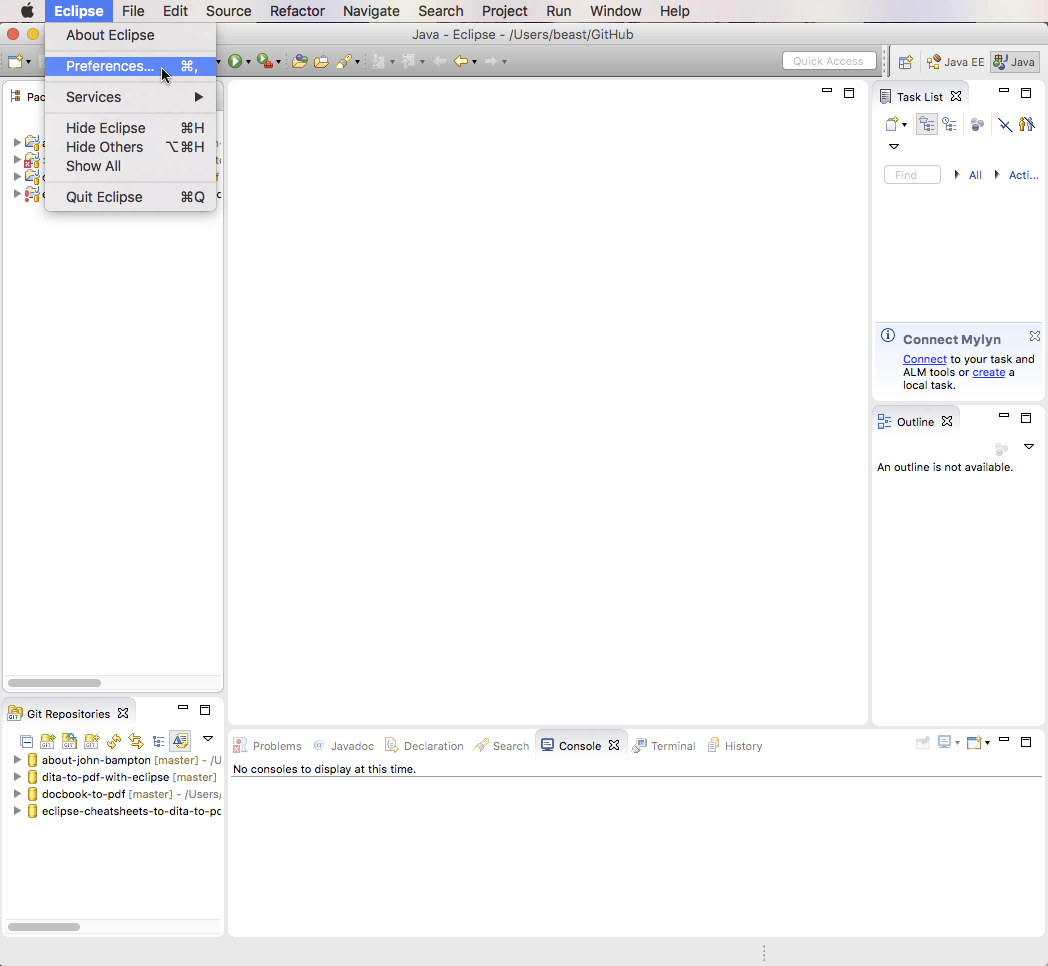 Eclipse File Edit Source Refactor Navigate Search Project Run Window Help
Java - Eclipse - /Users/beast/GitHub
About Eclipse
Preferences... ⌘,
Services
Hide Eclipse ⌘H
Hide Others ⌥⌘H
Show All
Quit Eclipse ⌘Q
Quick Access
Java EE
Java
Task List
Find
All
Acti...
Connect Mylyn
Connect to your task and
ALM tools or create a
local task.
Outline
An outline is not available.
Git Repositories
about-john-bampton [master] - /U
dita-to-pdf-with-eclipse [master]
docbook-to-pdf [master] - /Users/
eclipse-cheatsheets-to-dita-to-pd
Problems @ Javadoc Declaration Search Console Terminal History
No consoles to display at this time.